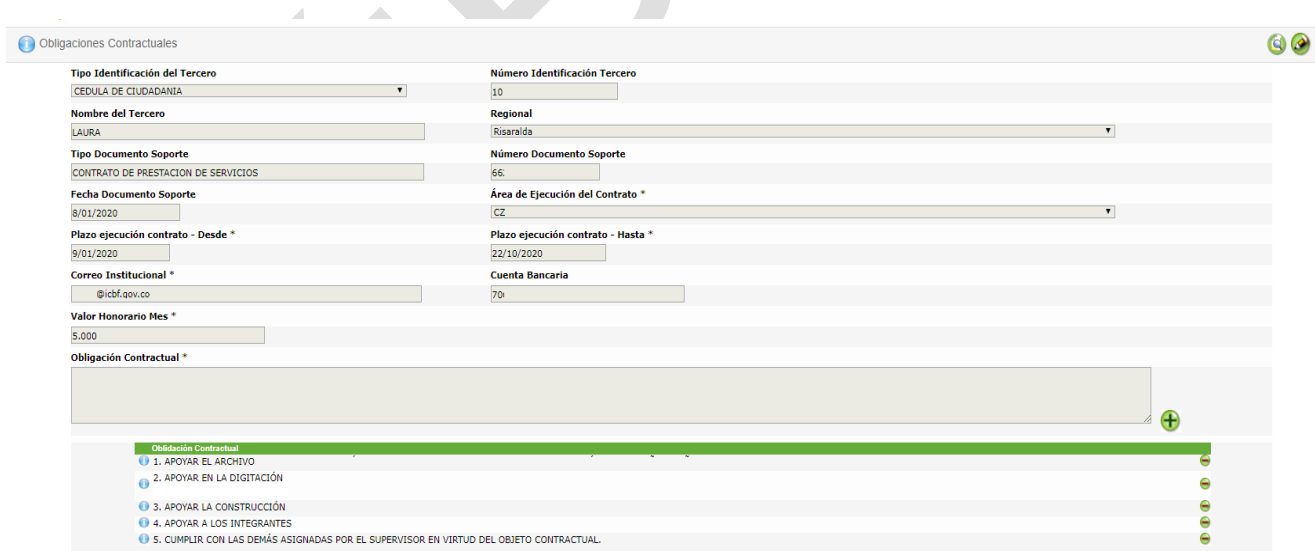 Obligaciones Contractuales
Tipo Identificación del Tercero Número Identificación Tercero
CEDULA DE CIUDADANIA 10
Nombre del Tercero Regional
LAURA Risaralda
Tipo Documento Soporte Número Documento Soporte
CONTRATO DE PRESTACION DE SERVICIOS 66
Fecha Documento Soporte Área de Ejecución del Contrato *
8/01/2020 CZ
Plazo ejecución contrato - Desde * Plazo ejecución contrato - Hasta *
9/01/2020 22/10/2020
Correo Institucional * Cuenta Bancaria
@icbf.gov.co 70
Valor Honorario Mes *
5.000
Obligación Contractual *
Oblidación Contractual
1. APOYAR EL ARCHIVO
2. APOYAR EN LA DIGITACIÓN
3. APOYAR LA CONSTRUCCIÓN
4. APOYAR A LOS INTEGRANTES
5. CUMPLIR CON LAS DEMÁS ASIGNADAS POR EL SUPERVISOR EN VIRTUD DEL OBJETO CONTRACTUAL.